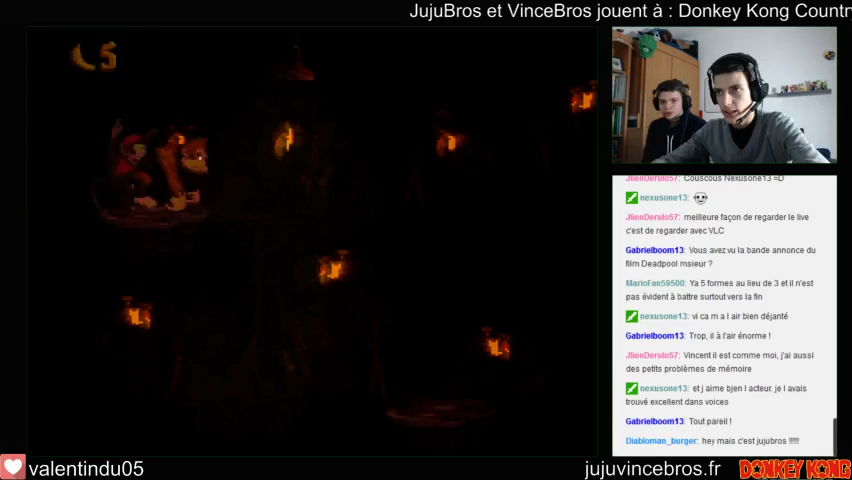 JujuBros et VinceBros jouent à : Donkey Kong Country
5
JlienDerulo57: Couscous Nexusone13 =D
nexusone13:
JlienDerulo57: meilleure façon de regarder le live
c'est de regarder avec VLC
Gabrielboom13: Vous avez vu la bande annonce du
film Deadpool msieur ?
MarioFan59500: Ya 5 formes au lieu de 3 et il n'est
pas évident à battre surtout vers la fin
nexusone13: vi ca m a l air bien déjanté
Gabrielboom13: Trop, il à l'air énorme !
JlienDerulo57: Vincent il est comme moi, j'ai aussi
des petits problèmes de mémoire
nexusone13: et j aime bjen l acteur. je l avais
trouvé excellent dans voices
Gabrielboom13: Tout pareil !
Diabloman_burger: hey mais c'est jujubros !!!!!
valentindu05
jujuvincebros.fr
DONKEY KONG